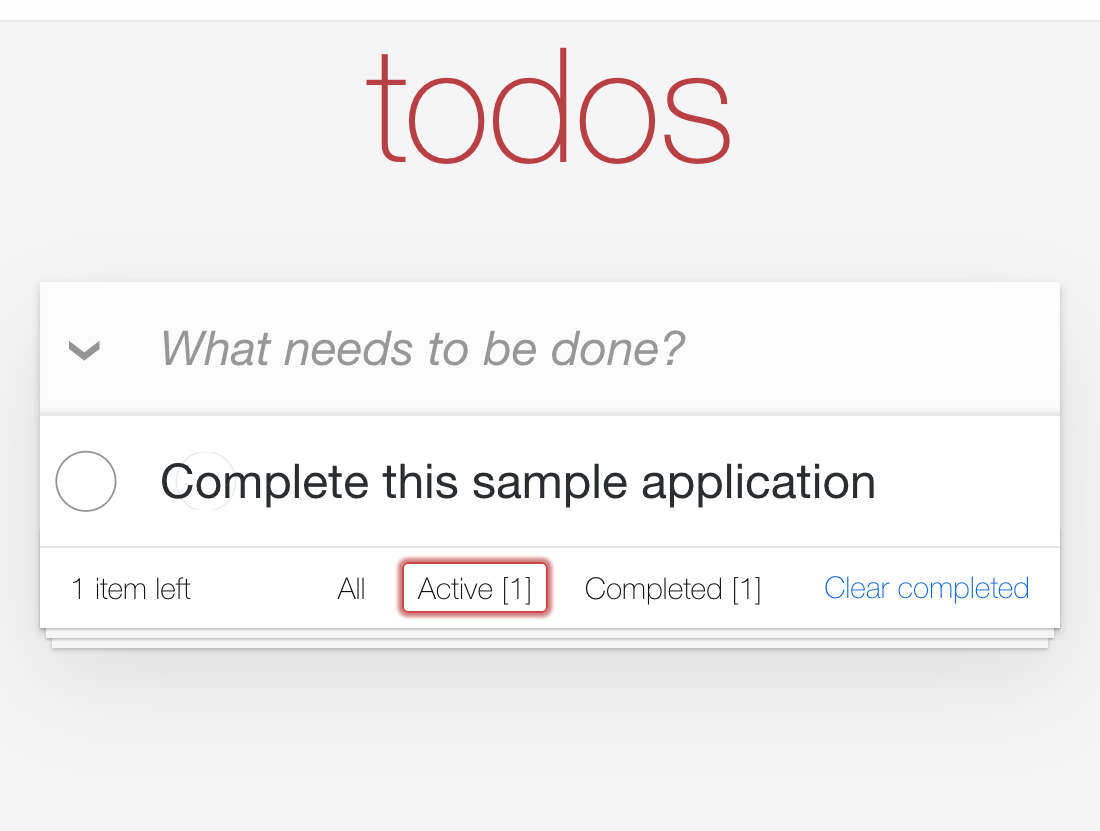 todos
What needs to be done?
Complete this sample application
1 item left All Active [1] Completed [1] Clear completed